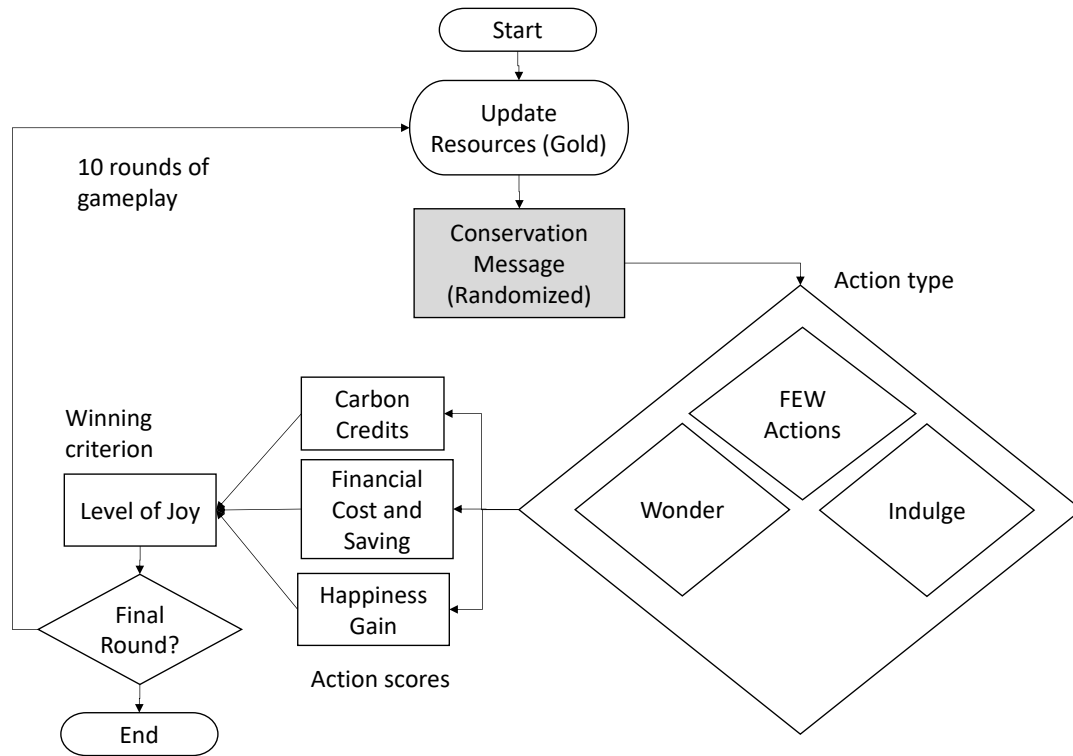 Start
Update
Resources (Gold)
10 rounds of
gameplay
Conservation
Message
(Randomized)
Action type
FEW
Actions
Wonder
Indulge
Carbon
Credits
Financial
Cost and
Saving
Happiness
Gain
Action scores
Winning
criterion
Level of Joy
Final
Round?
End